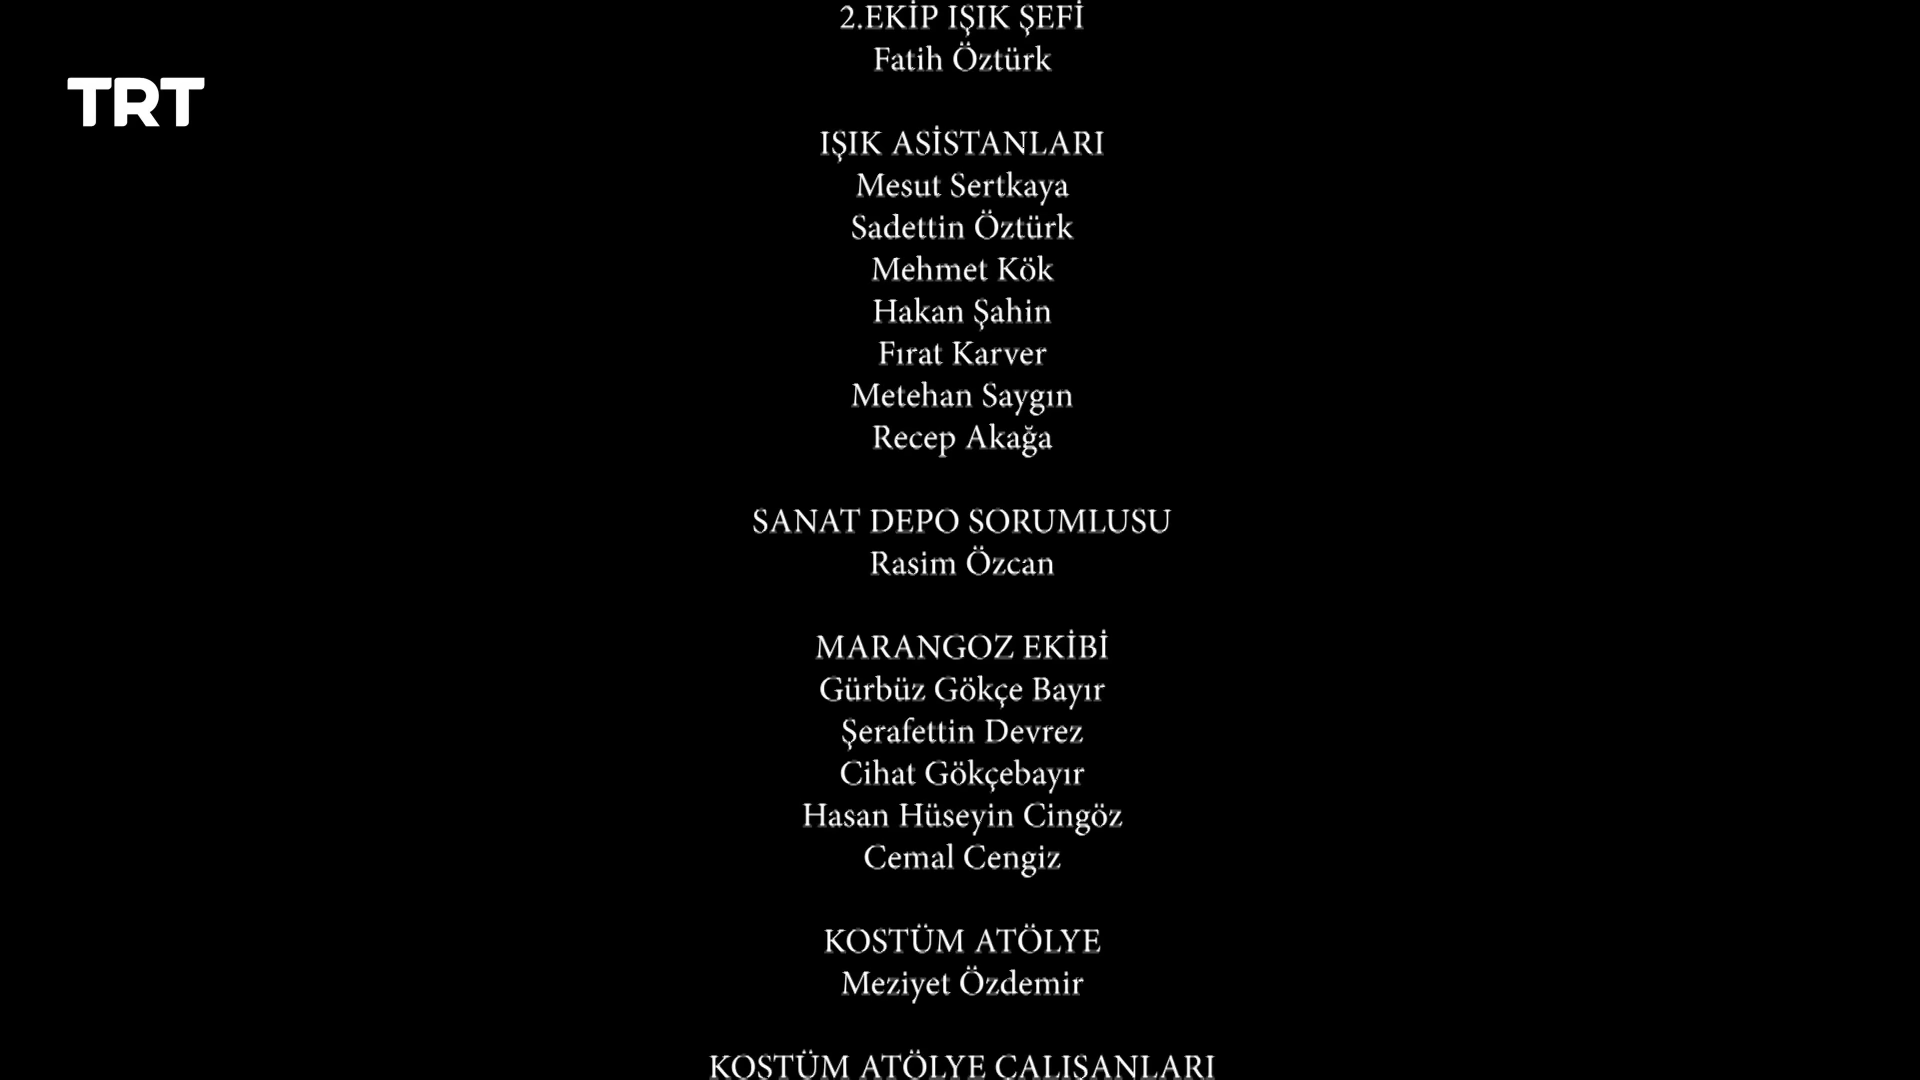 2.EKİP IŞIK ŞEFİ
Fatih Öztürk
TRT
IŞIK ASİSTANLARI
Mesut Sertkaya
Sadettin Öztürk
Mehmet Kök
Hakan Şahin
Fırat Karver
Metehan Saygın
Recep Akağa
SANAT DEPO SORUMLUSU
Rasim Özcan
MARANGOZ EKİBİ
Gürbüz Gökçe Bayır
Şerafettin Devrez
Cihat Gökçebayır
Hasan Hüseyin Cingöz
Cemal Cengiz
KOSTÜM ATÖLYE
Meziyet Özdemir
KOSTÜM ATÖLYE ÇALIŞANLARI